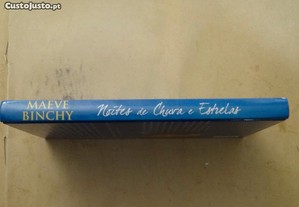 CustoJusto.pt
MAEVE
BINCHY
Noites de Chuva e Estrelas